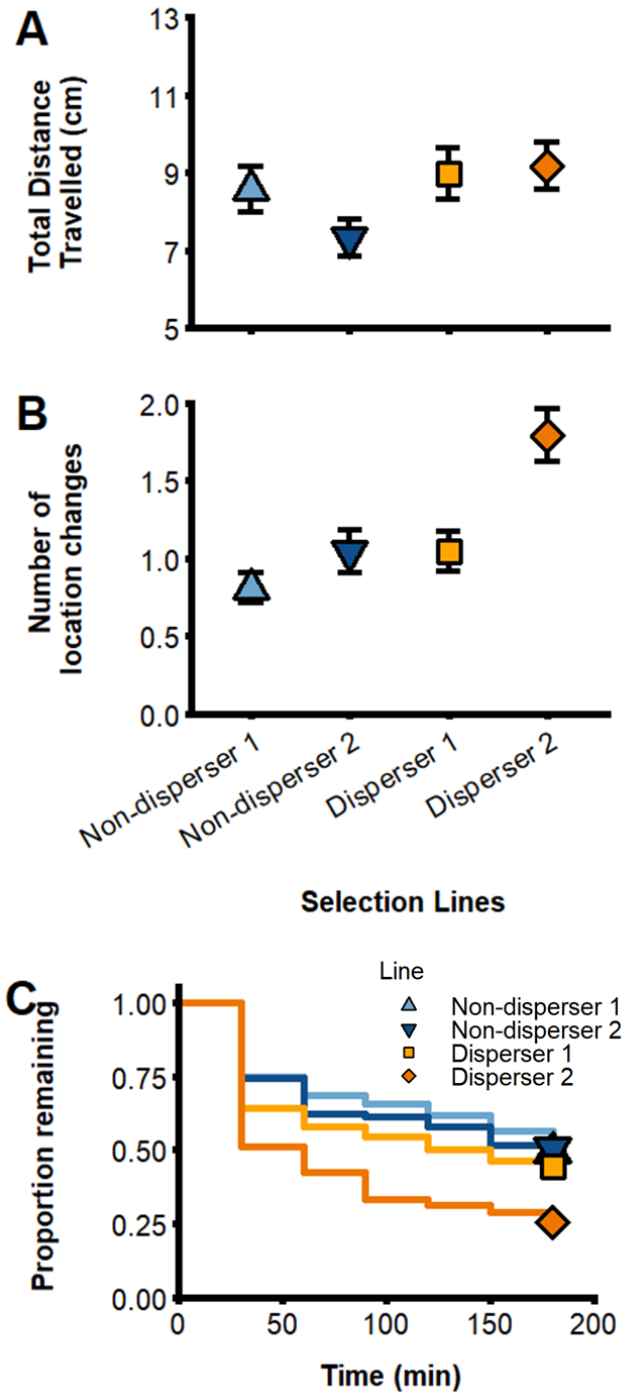 A
Total Distance
Travelled (cm)
13
11
9
7
5
B
Number of
location changes
2.0
1.5
1.0
0.5
0.0
Non-disperser 1
Non-disperser 2
Disperser 1
Disperser 2
Selection Lines
C
Proportion remaining
1.00
0.75
0.50
0.25
0.00
Line
Non-disperser 1
Non-disperser 2
Disperser 1
Disperser 2
0
50
100
150
200
Time (min)